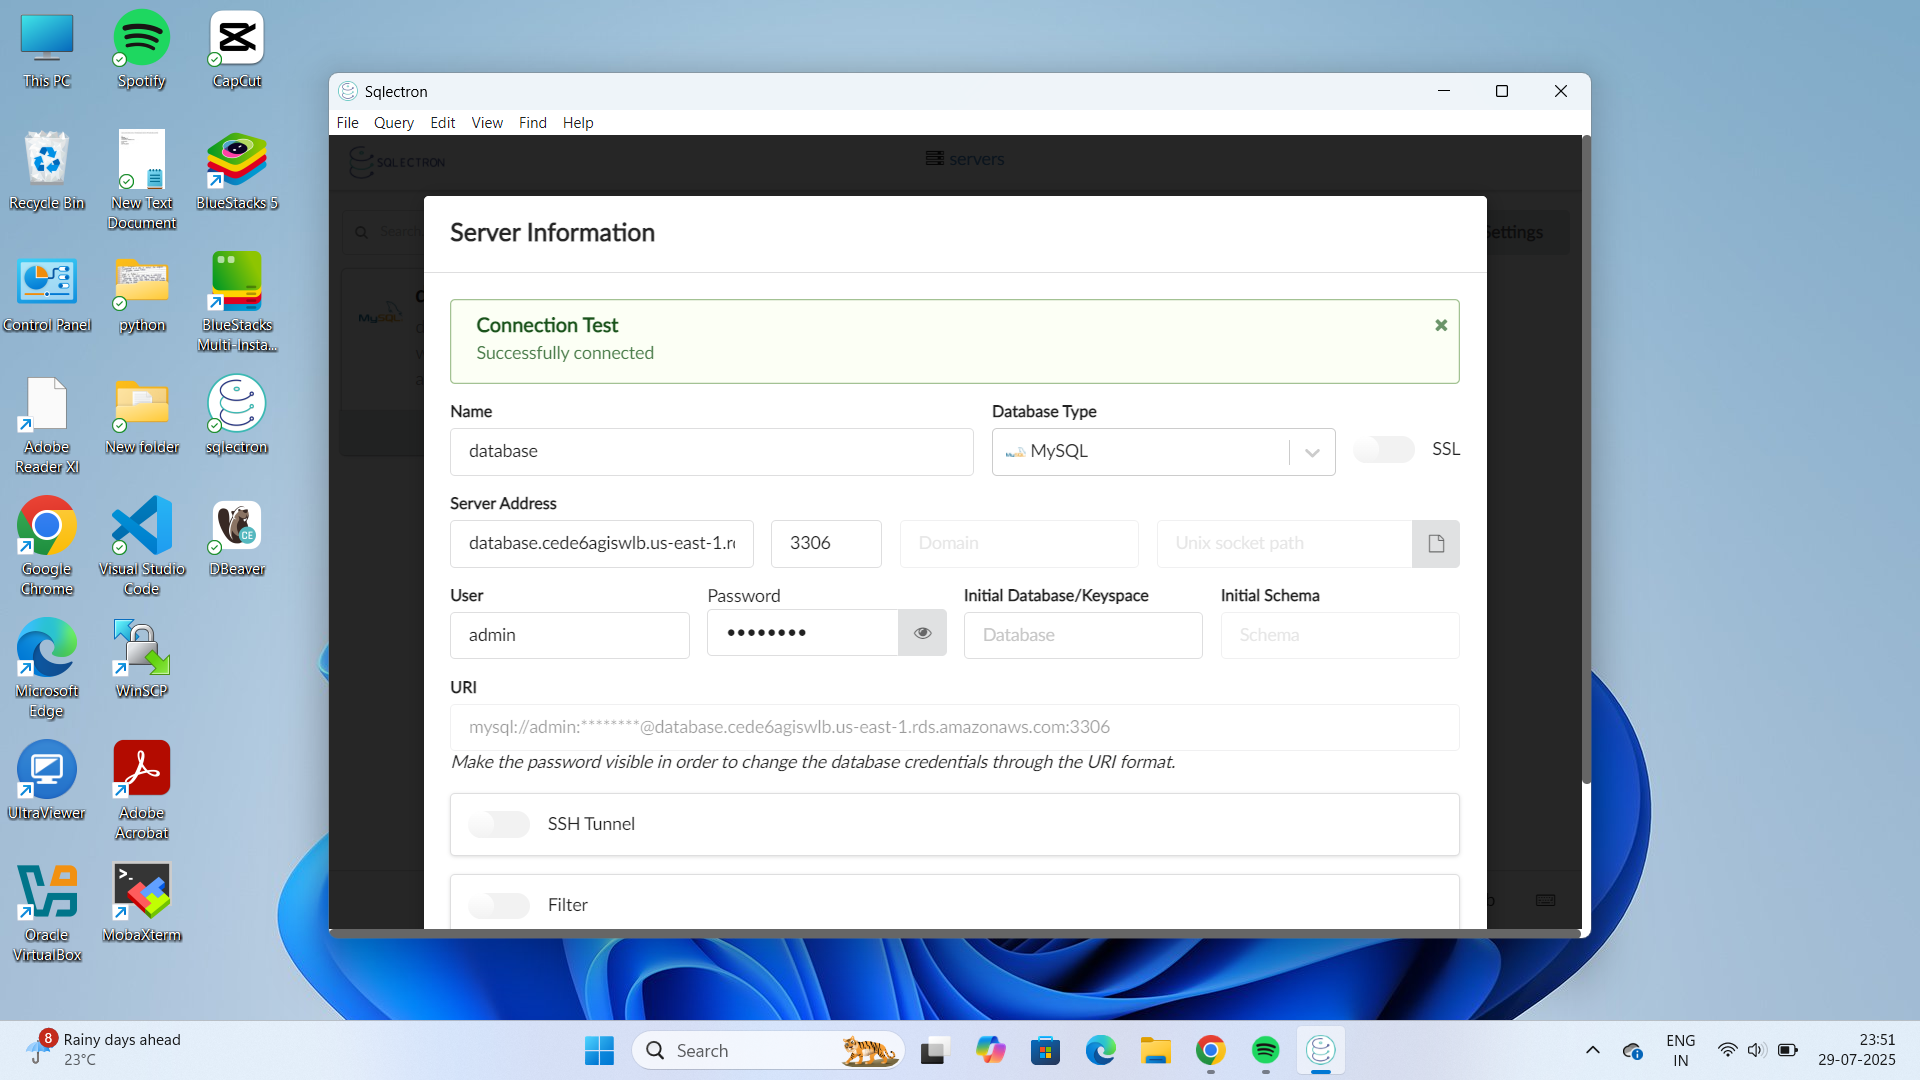 This PC
Spotify
CapCut
Recycle Bin
New Text
Document
BlueStacks 5
Control Panel
python
BlueStacks
Multi-Insta...
Adobe
Reader XI
New folder
sqlectron
Google
Chrome
Visual Studio
Code
DBeaver
Microsoft
Edge
WinSCP
UltraViewer
Adobe
Acrobat
Oracle
VirtualBox
MobaXterm
Sqlectron
File Query Edit View Find Help
SQLECTRON
servers
Search
Settings
MySQL
Server Information
Connection Test
Successfully connected
Name
Database Type
database
MySQL
SSL
Server Address
database.cede6agiswlb.us-east-1.r
3306
Domain
Unix socket path
User
Password
Initial Database/Keyspace
Initial Schema
admin
••••••••
Database
Schema
URI
mysql://admin:********@database.cede6agiswlb.us-east-1.rds.amazonaws.com:3306
Make the password visible in order to change the database credentials through the URI format.
SSH Tunnel
Filter
8
Rainy days ahead
23°C
Search
ENG
IN
23:51
29-07-2025